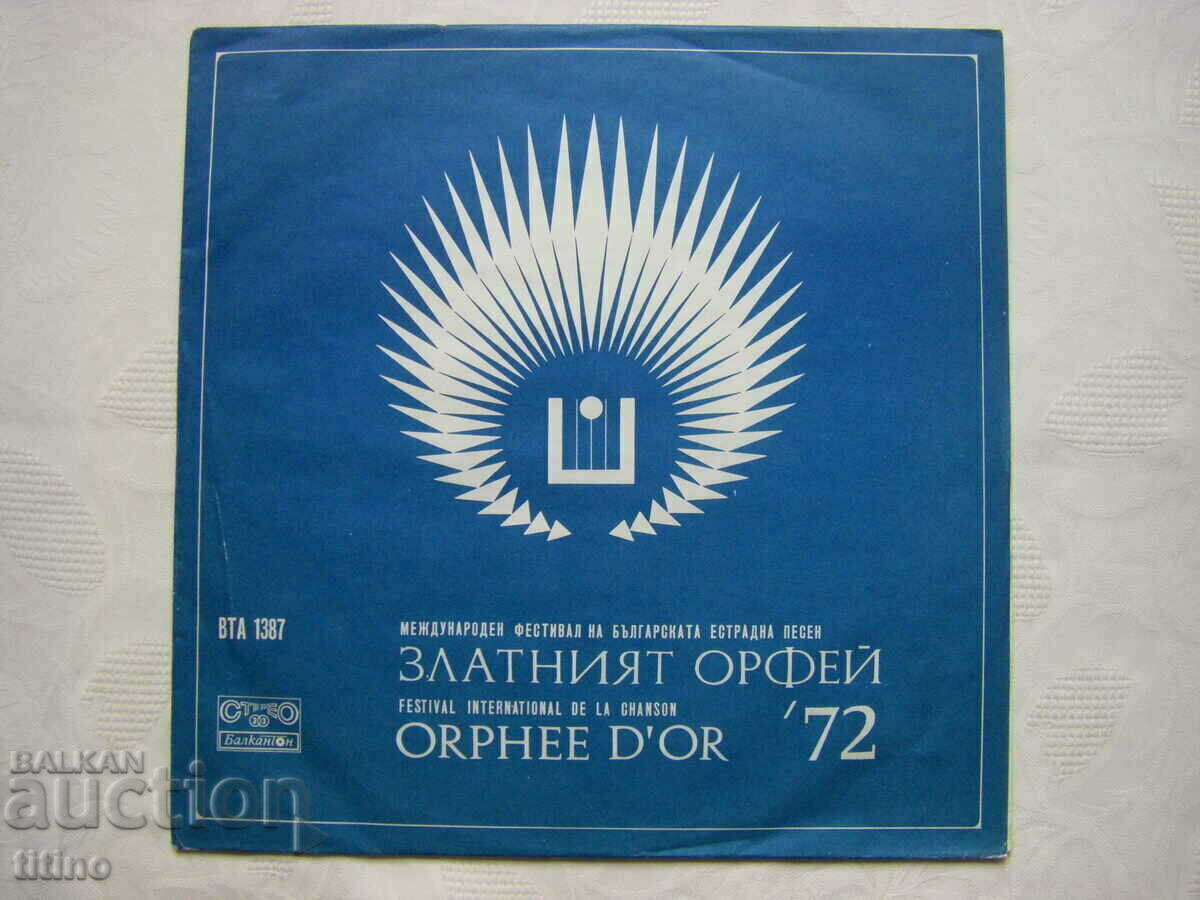 ВТА 1387
МЕЖДУНАРОДЕН ФЕСТИВАЛ НА БЪЛГАРСКАТА ЕСТРАДНА ПЕСЕН
ЗЛАТНИЯТ ОРФЕЙ
FESTIVAL INTERNATIONAL DE LA CHANSON
ORPHEE D'OR '72
СТЕРЕО
33
Балкантон
BALKAN
auction
titino